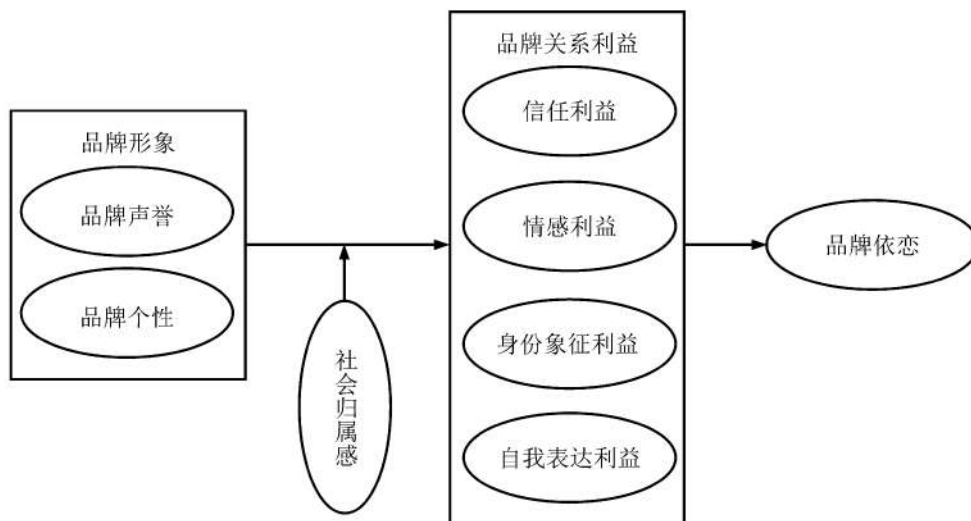 品牌形象
品牌声誉
品牌个性
社会归属感
品牌关系利益
信任利益
情感利益
身份象征利益
自我表达利益
品牌依恋